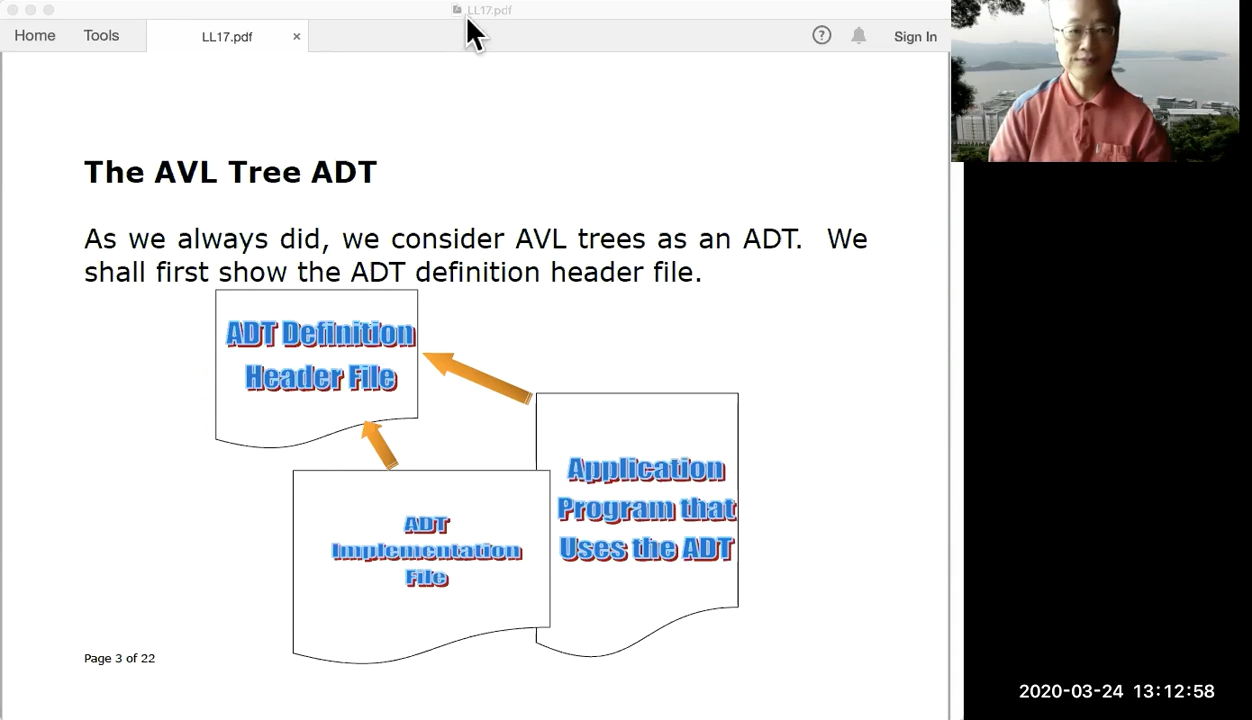 LL17.pdf
Home Tools LL17.pdf × ? Sign In
The AVL Tree ADT
As we always did, we consider AVL trees as an ADT. We
shall first show the ADT definition header file.
ADT Definition
Header File
Application
Program that
Uses the ADT
ADT
Implementation
File
Page 3 of 22
2020-03-24 13:12:58